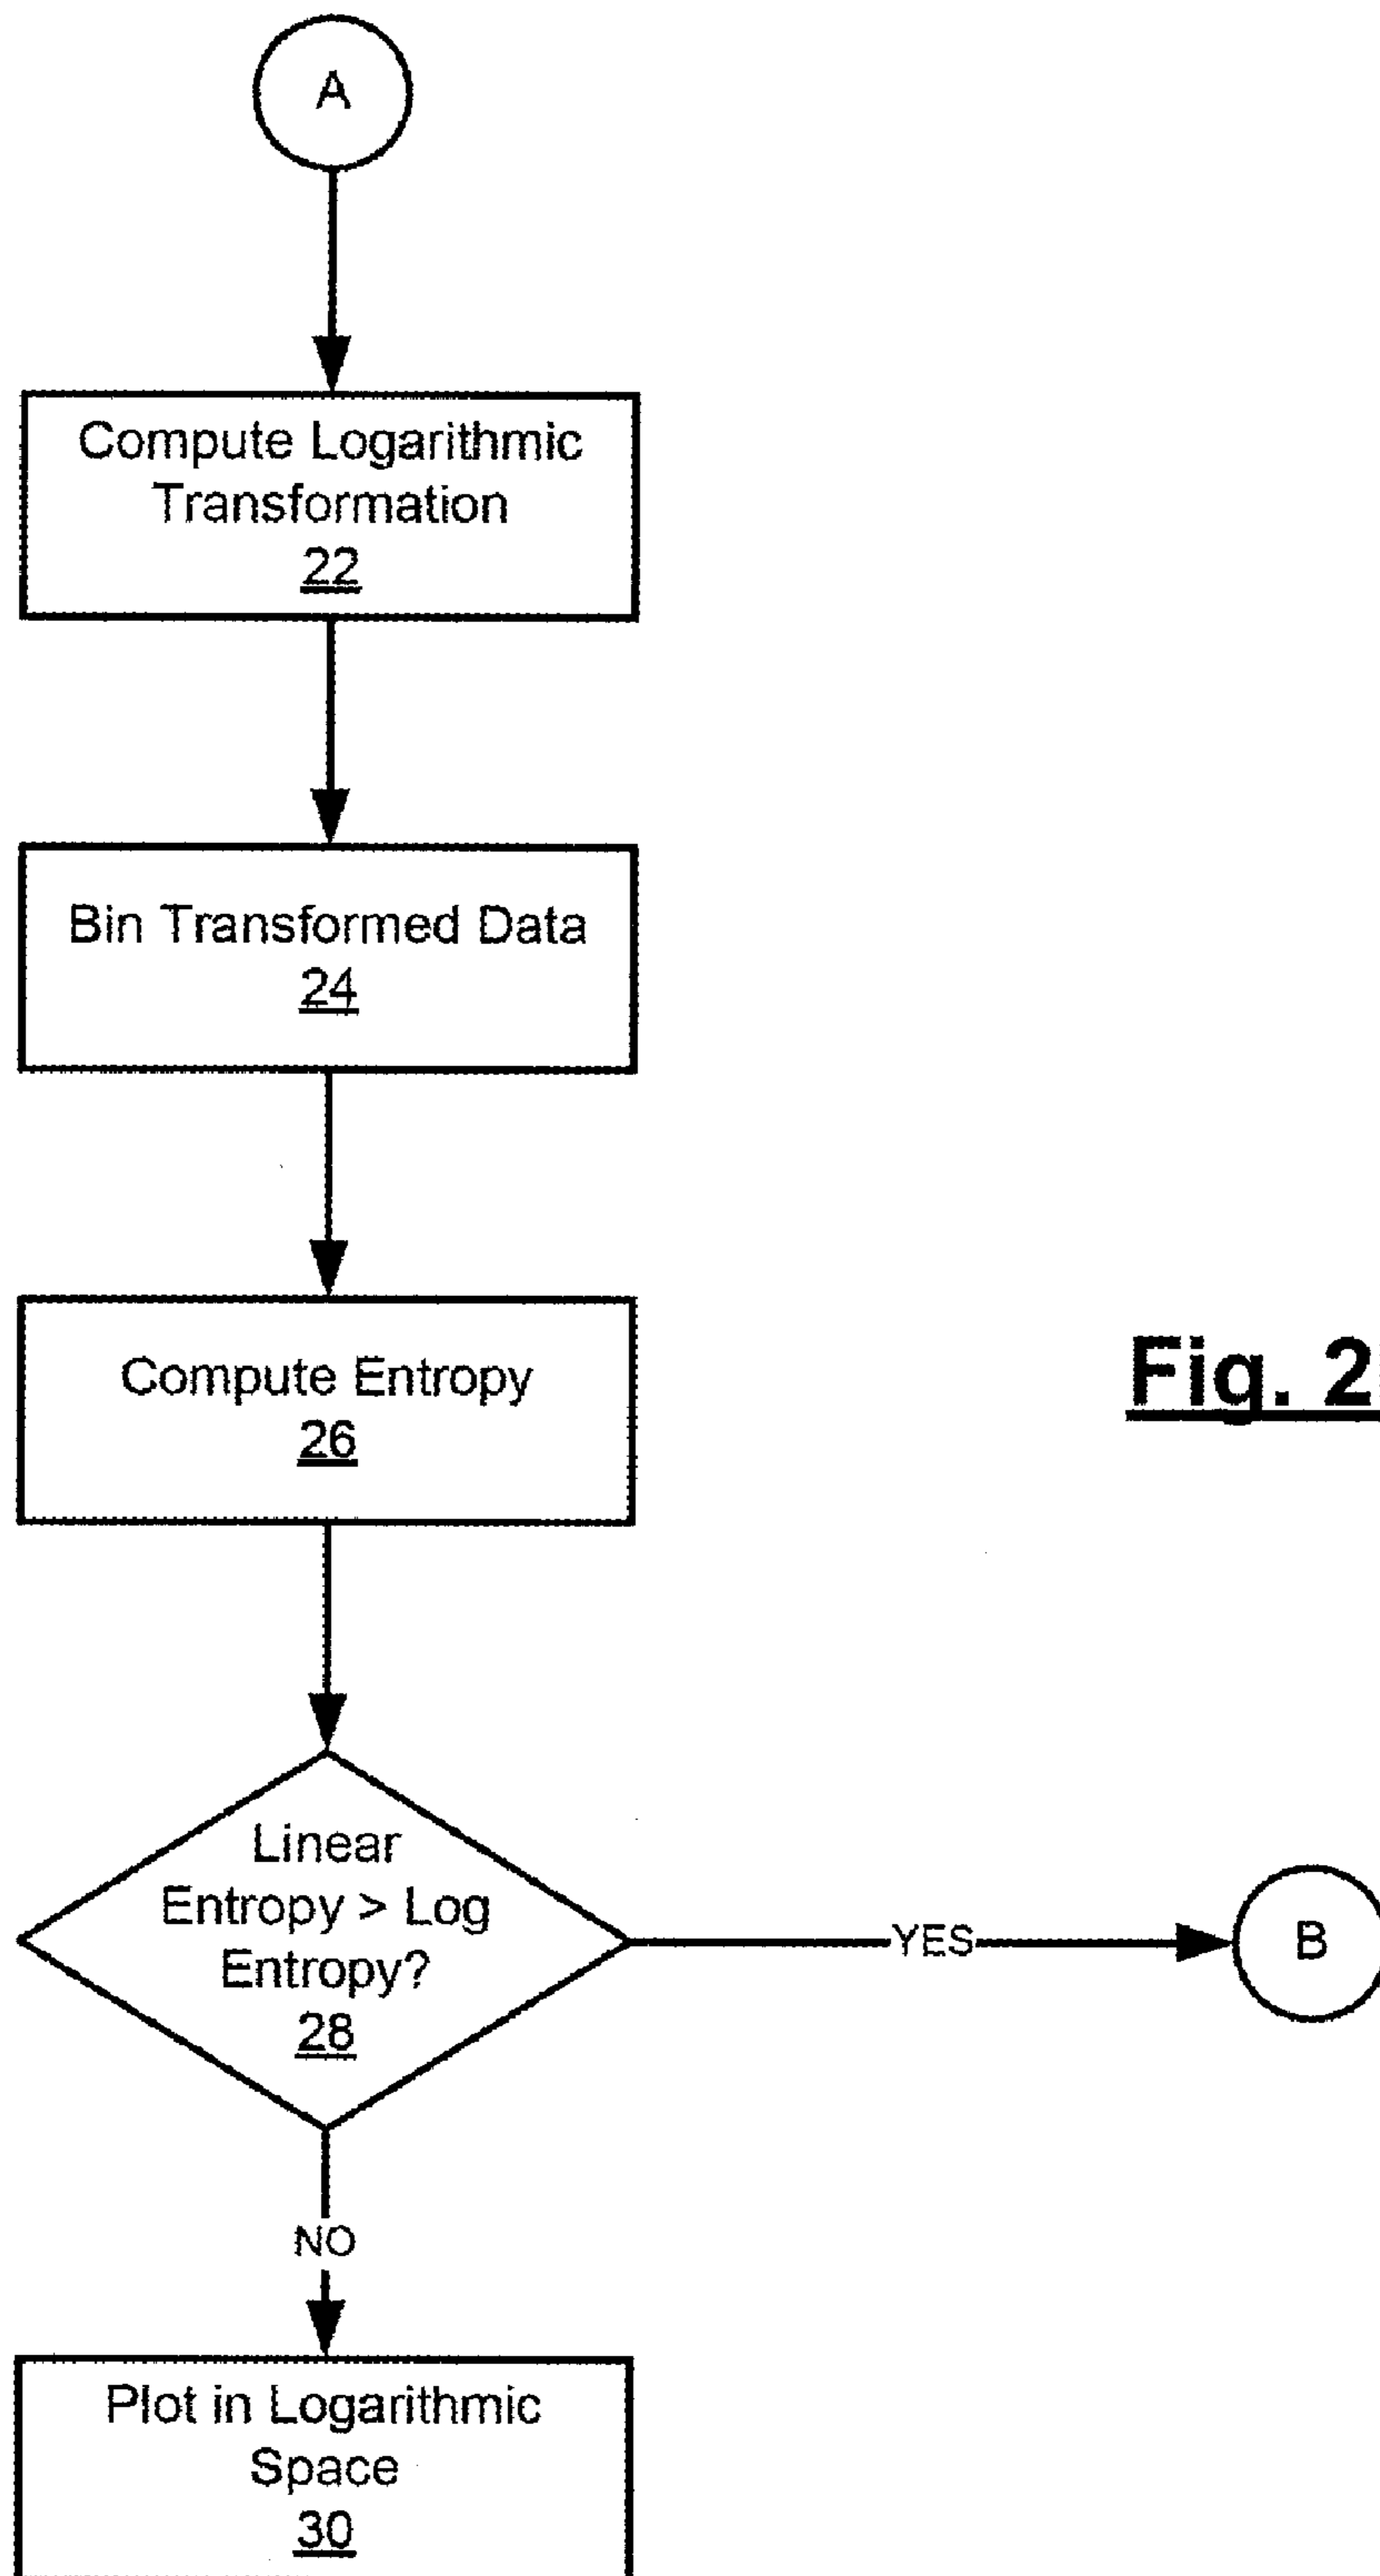 A
Compute Logarithmic
Transformation
22
Bin Transformed Data
24
Compute Entropy
26
Fig. 2
Linear
Entropy > Log
Entropy?
28
YES
B
NO
Plot in Logarithmic
Space
30